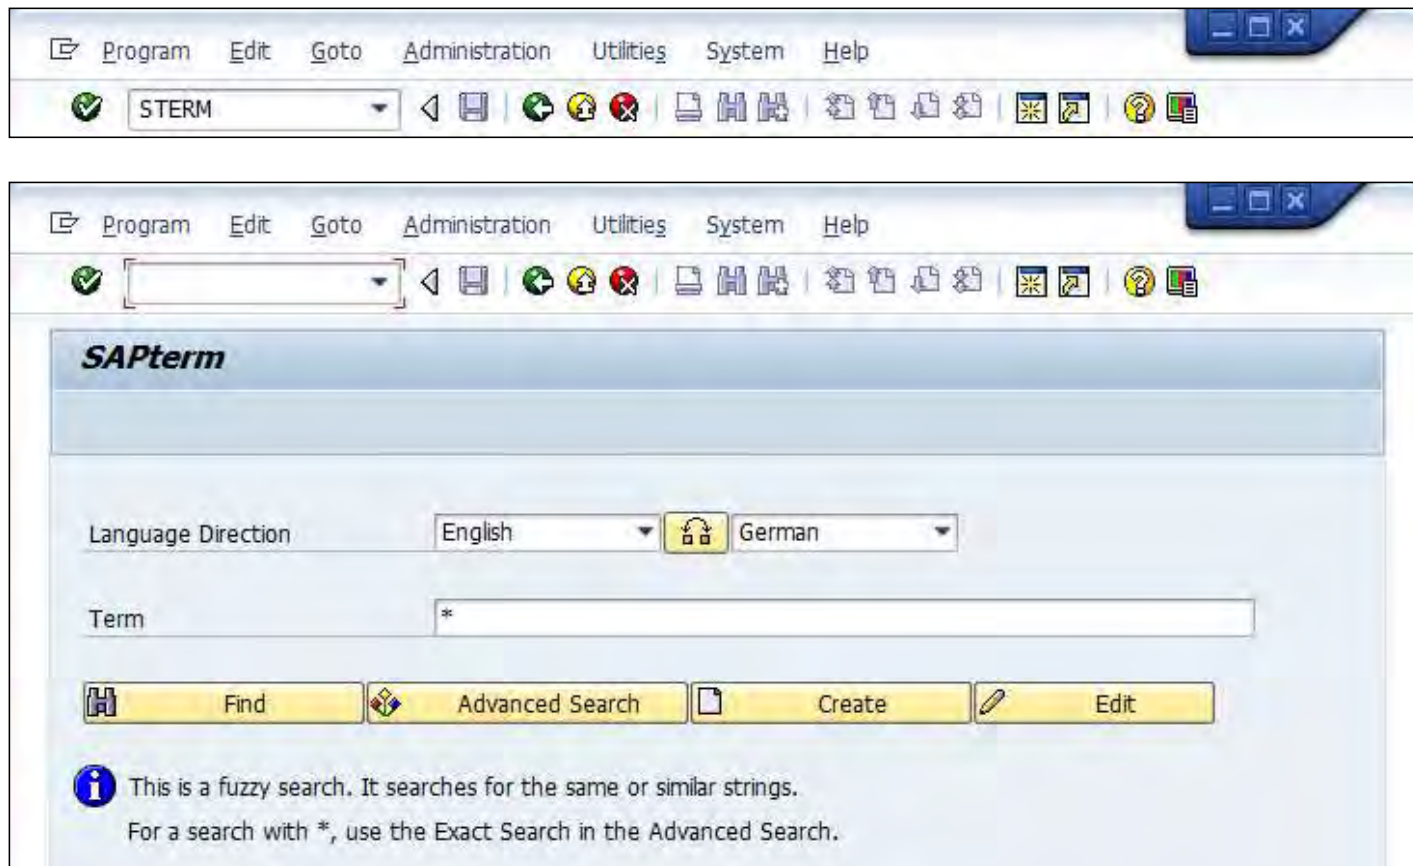 Program Edit Goto Administration Utilities System Help
STERM
Program Edit Goto Administration Utilities System Help
SAPterm
Language Direction English German
Term *
Find Advanced Search Create Edit
This is a fuzzy search. It searches for the same or similar strings.
For a search with *, use the Exact Search in the Advanced Search.